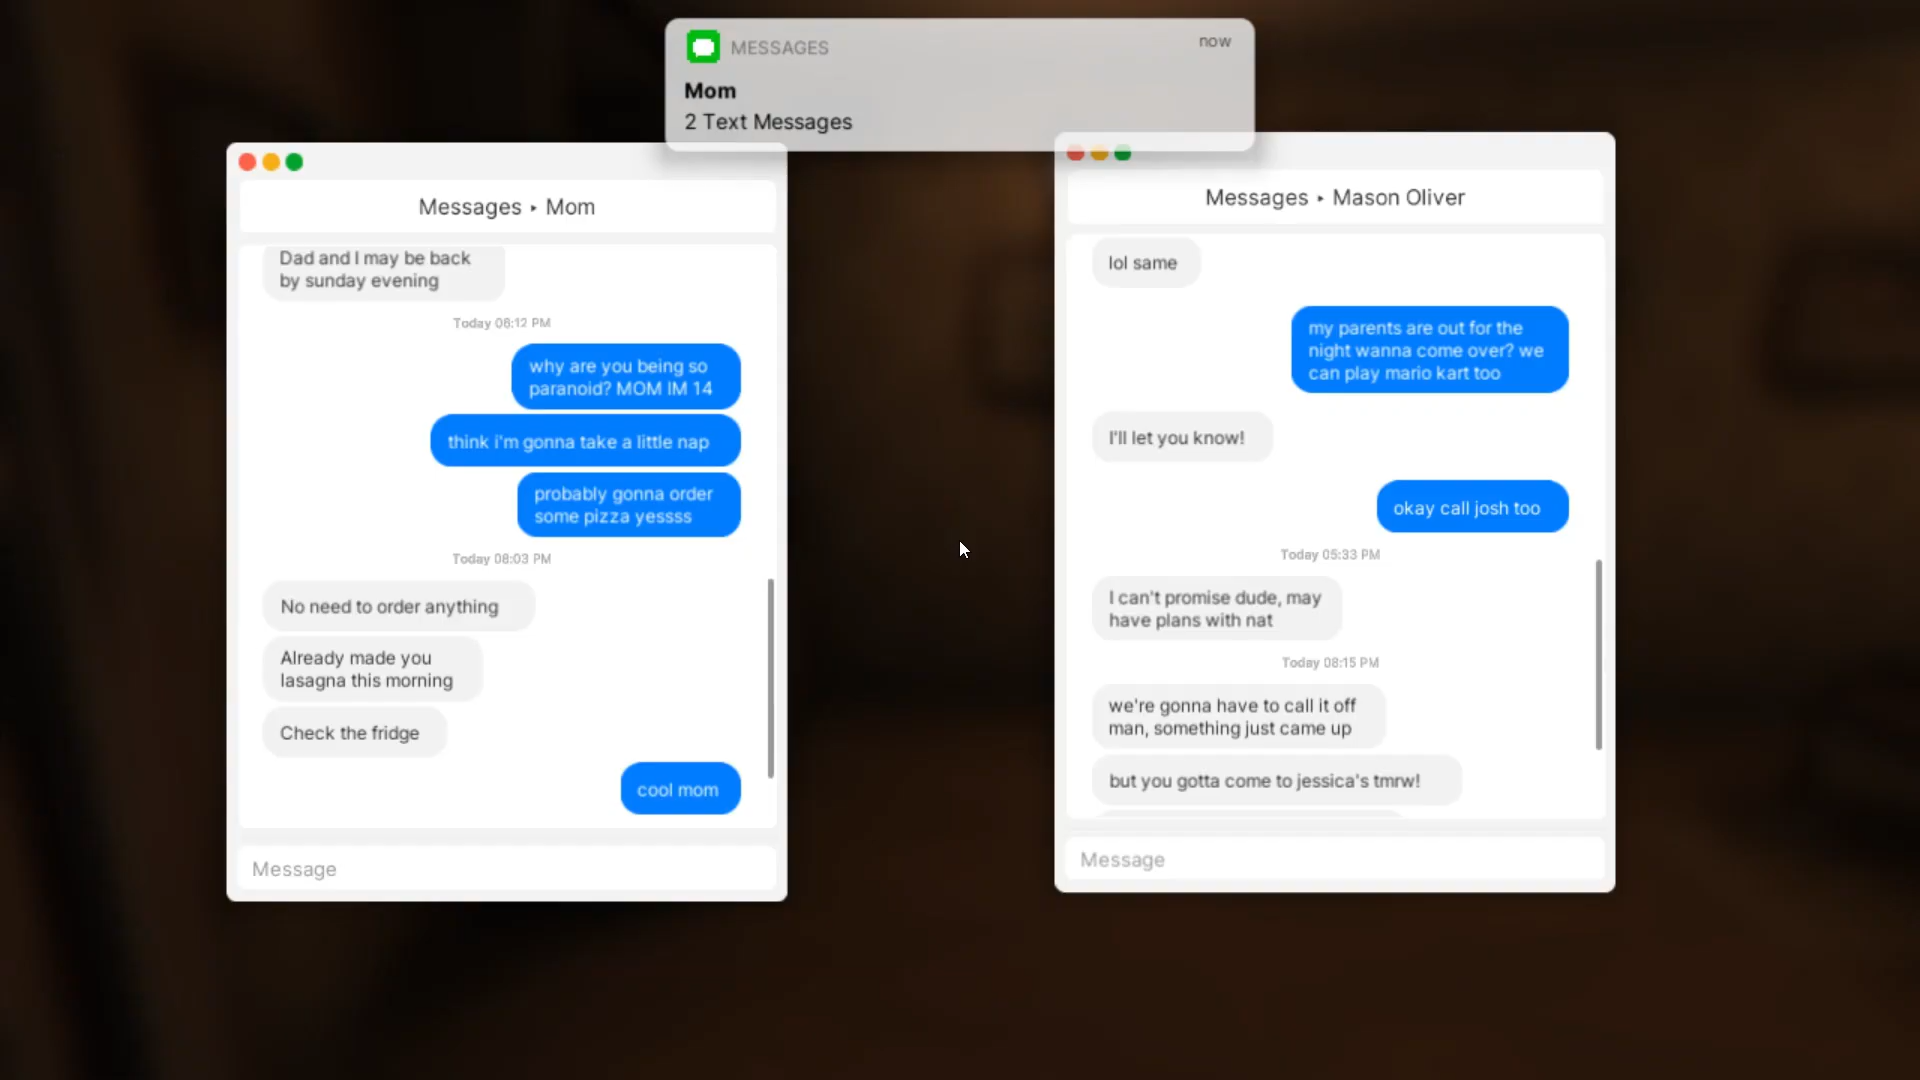 MESSAGES
now
Mom
2 Text Messages
Messages ‣ Mom
Dad and I may be back
by sunday evening
Today 08:12 PM
why are you being so
paranoid? MOM IM 14
think i'm gonna take a little nap
probably gonna order
some pizza yessss
Today 08:03 PM
No need to order anything
Already made you
lasagna this morning
Check the fridge
cool mom
Message
Messages ‣ Mason Oliver
lol same
my parents are out for the
night wanna come over? we
can play mario kart too
I'll let you know!
okay call josh too
Today 05:33 PM
I can't promise dude, may
have plans with nat
Today 08:15 PM
we're gonna have to call it off
man, something just came up
but you gotta come to jessica's tmrw!
Message